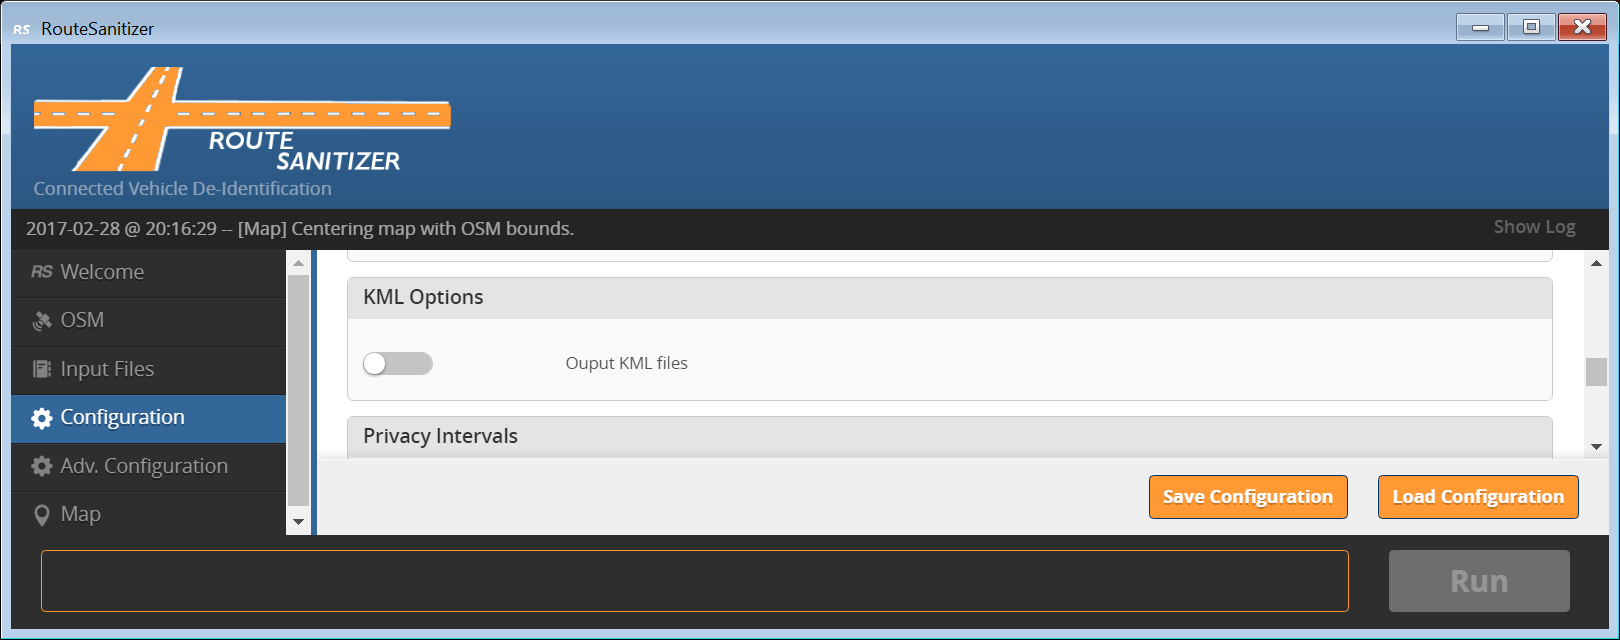 RS RouteSanitizer
ROUTE
SANITIZER
Connected Vehicle De-Identification
2017-02-28 @ 20:16:29 -- [Map] Centering map with OSM bounds.
Show Log
RS Welcome
OSM
Input Files
Configuration
Adv. Configuration
Map
KML Options
Ouput KML files
Privacy Intervals
Save Configuration
Load Configuration
Run